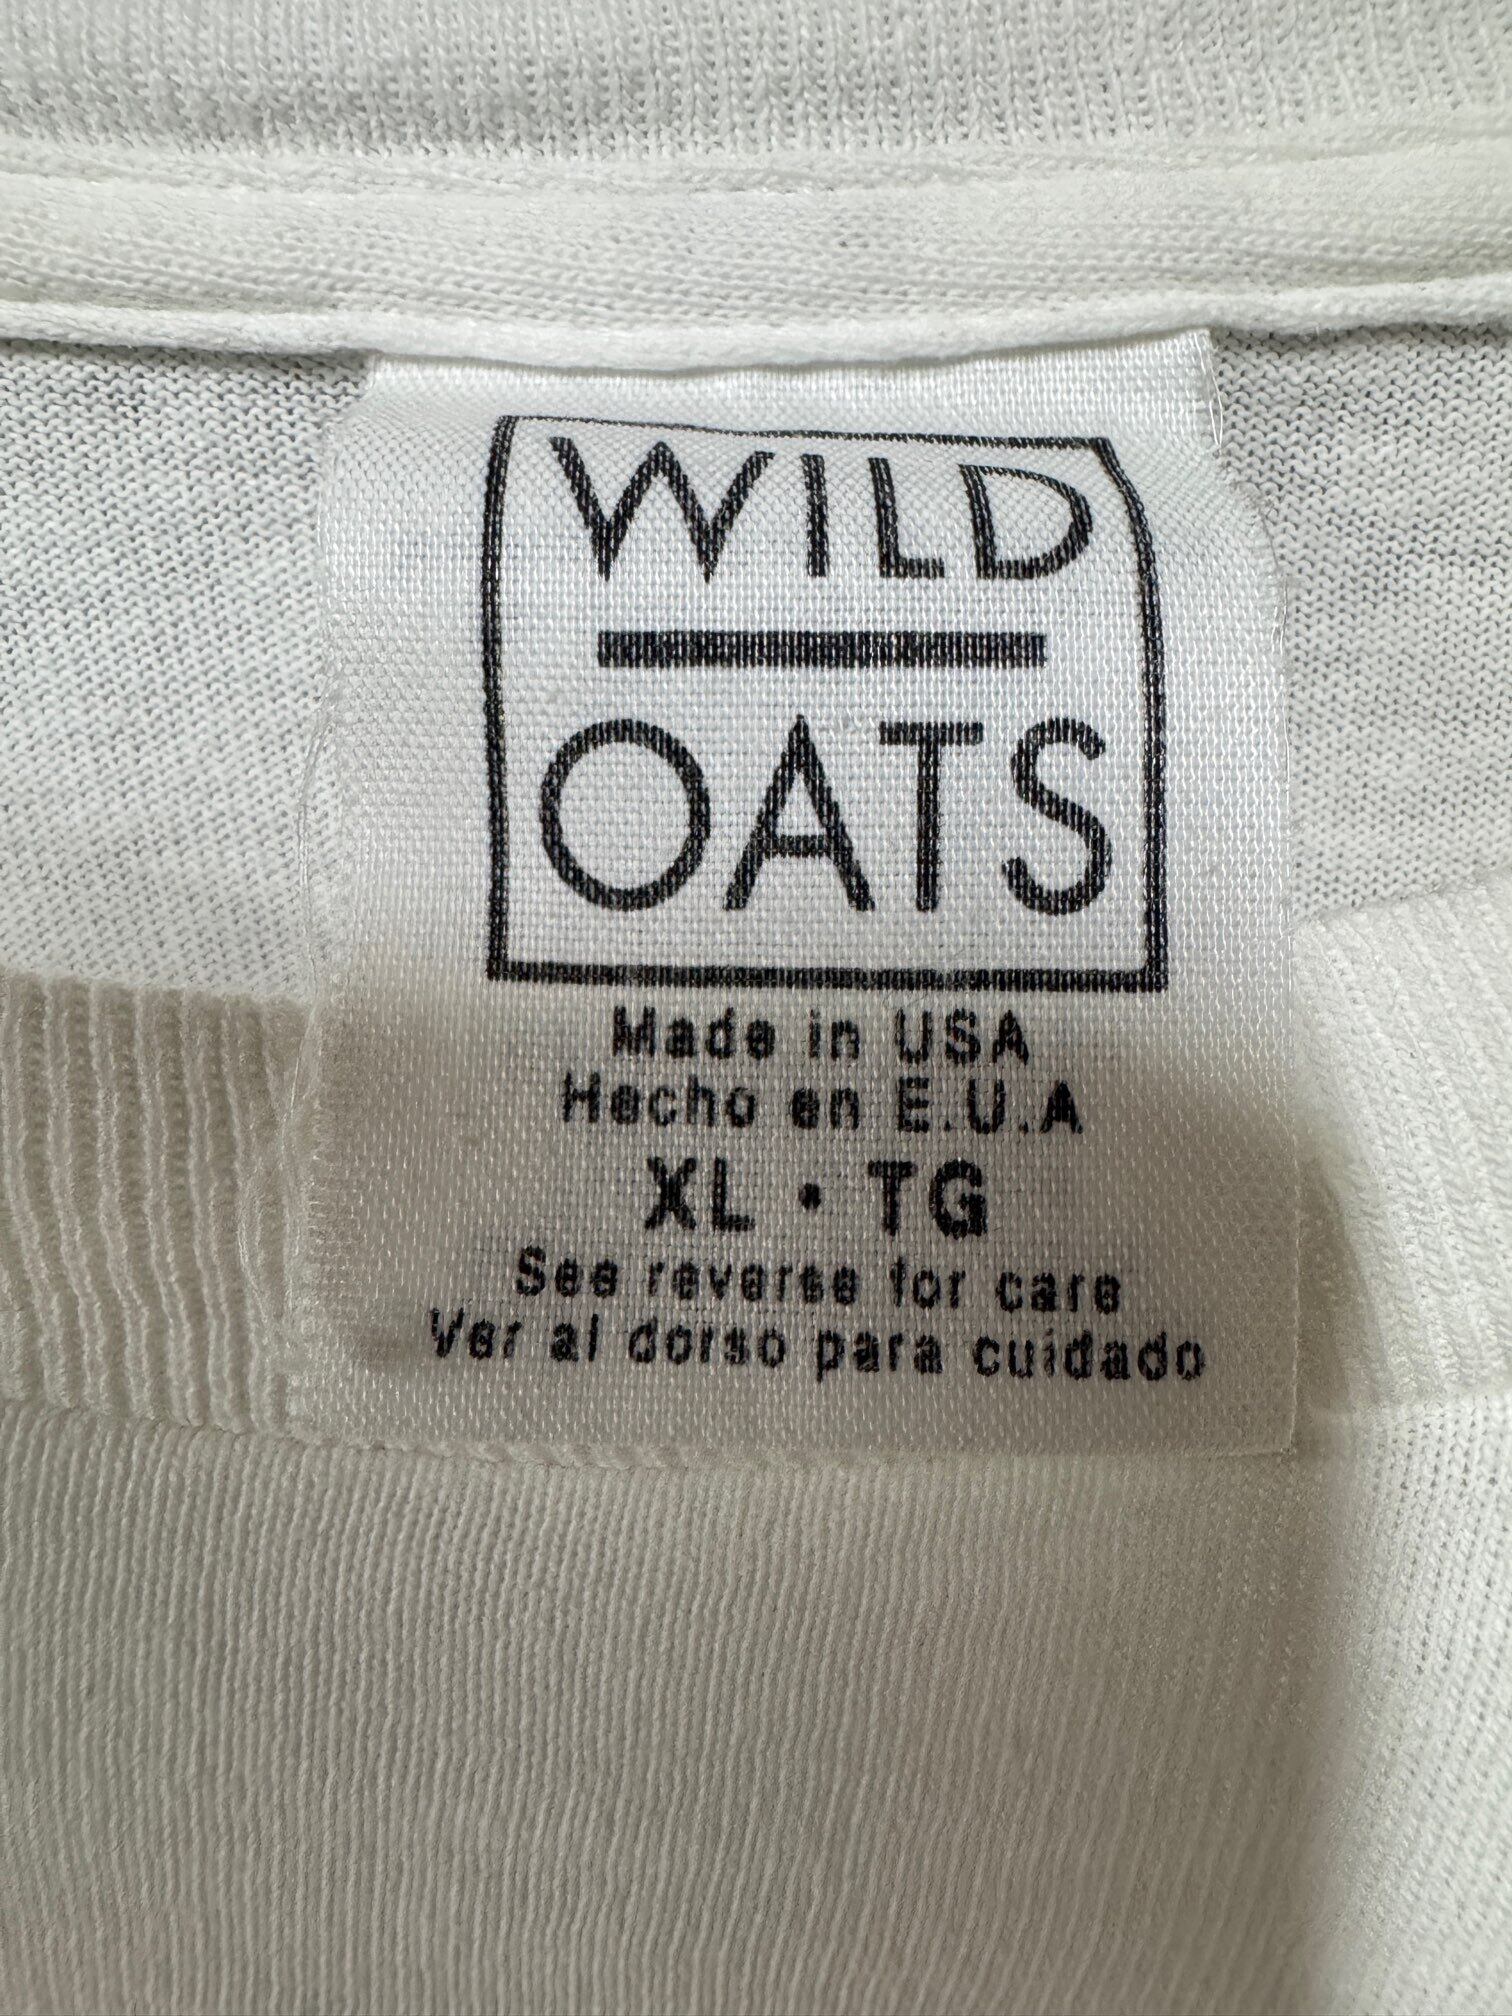 WILD
OATS
Made in USA
Hecho en E.U.A
XL • TG
See reverse for care
Ver al dorso para cuidado